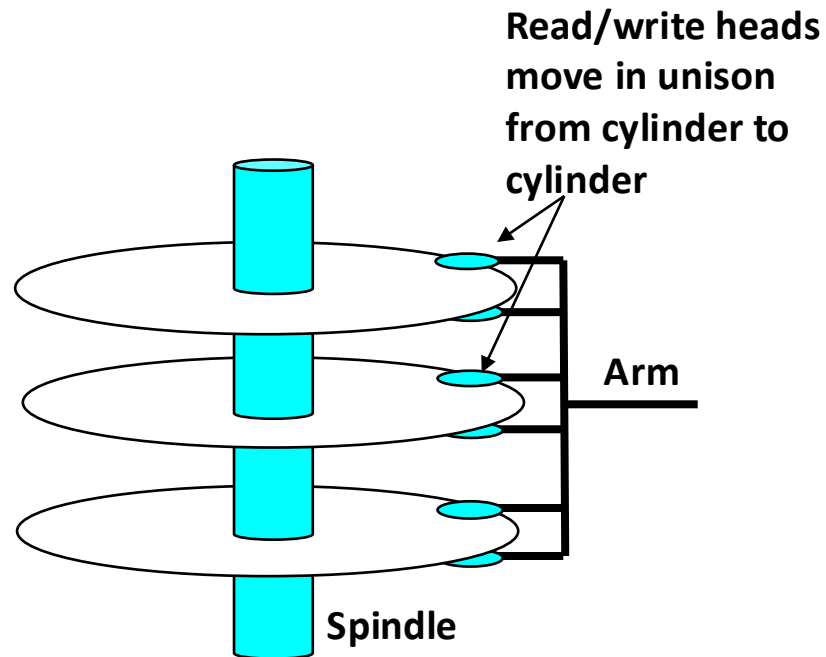 Read/write heads
move in unison
from cylinder to
cylinder
Arm
Spindle